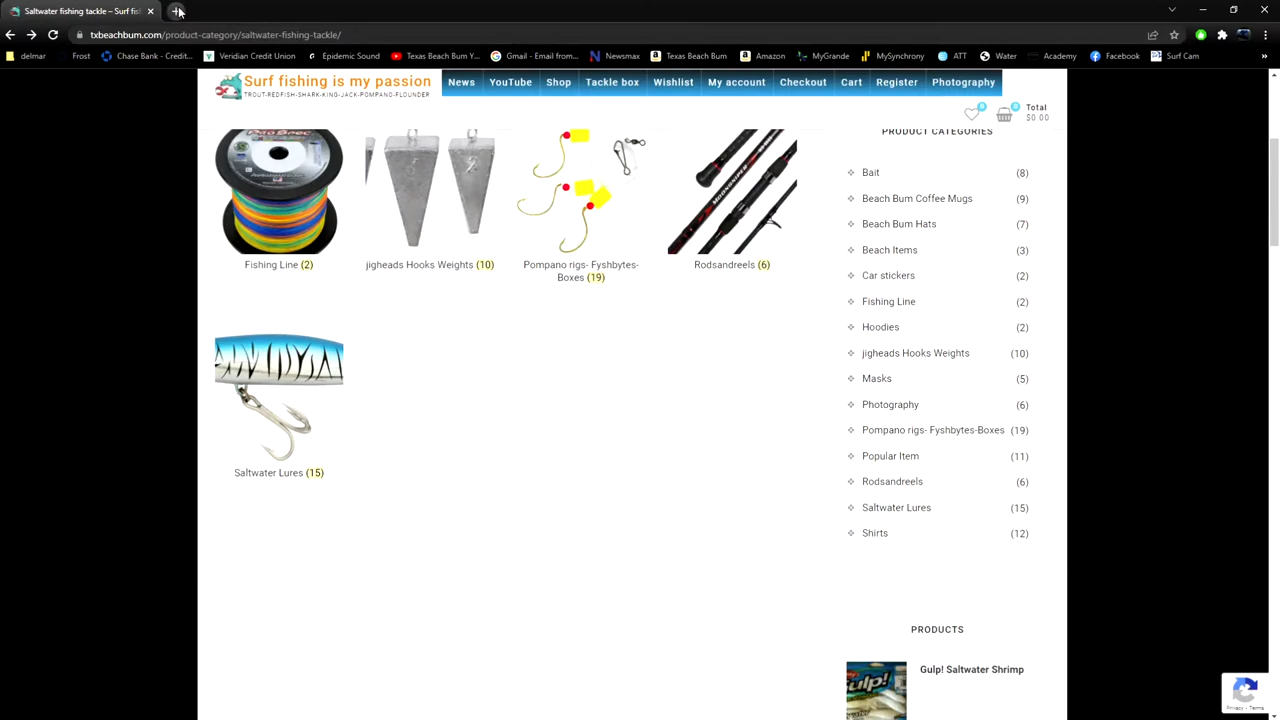 Saltwater fishing tackle – Surf fis
txbeachbum.com/product-category/saltwater-fishing-tackle/
delmar Frost Chase Bank - Credit... Veridian Credit Union Epidemic Sound Texas Beach Bum Y... Gmail - Email from... Newsmax Texas Beach Bum Amazon MyGrande MySynchrony ATT Water Academy Facebook Surf Cam »
Surf fishing is my passion
TROUT-REDFISH-SHARK-KING-JACK-POMPANO-FLOUNDER
News YouTube Shop Tackle box Wishlist My account Checkout Cart Register Photography
0 0 Total
$0.00
Fishing Line (2)
jigheads Hooks Weights (10)
Pompano rigs- Fyshbytes-
Boxes (19)
Rodsandreels (6)
Saltwater Lures (15)
PRODUCT CATEGORIES
Bait (8)
Beach Bum Coffee Mugs (9)
Beach Bum Hats (7)
Beach Items (3)
Car stickers (2)
Fishing Line (2)
Hoodies (2)
jigheads Hooks Weights (10)
Masks (5)
Photography (6)
Pompano rigs- Fyshbytes-Boxes (19)
Popular Item (11)
Rodsandreels (6)
Saltwater Lures (15)
Shirts (12)
PRODUCTS
Gulp! Saltwater Shrimp
Gulp!
Privacy - Terms